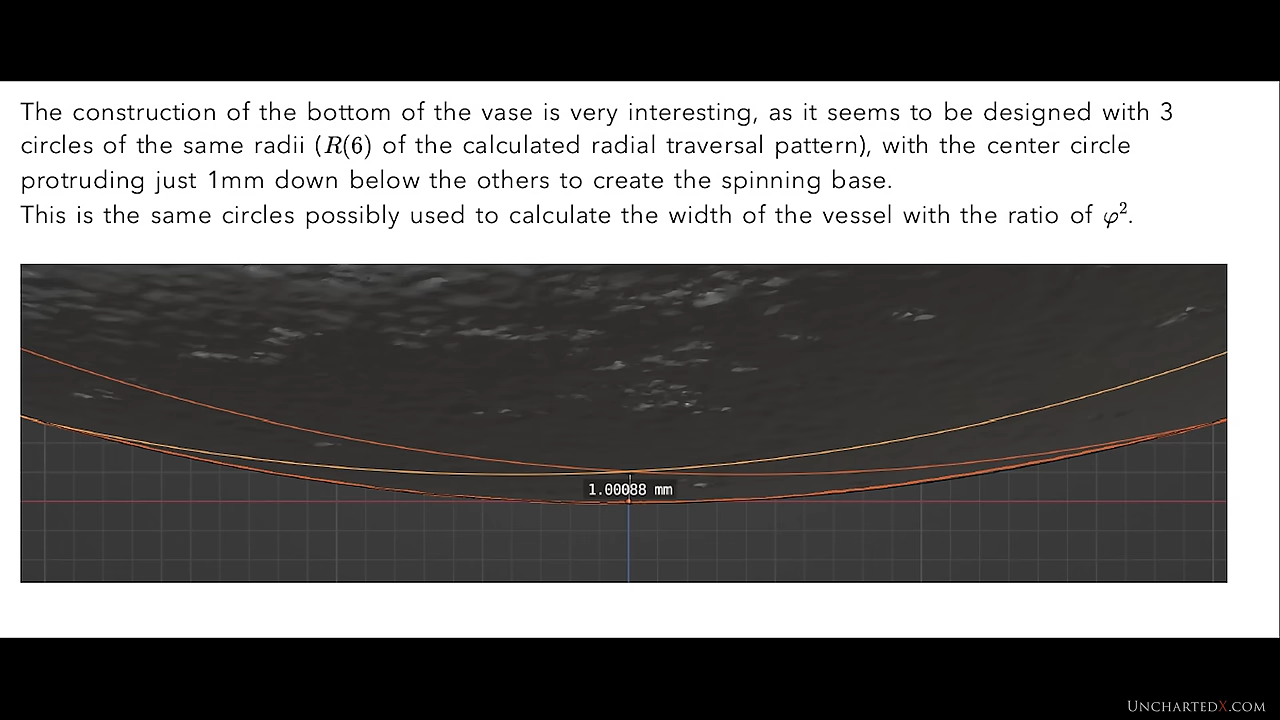 The construction of the bottom of the vase is very interesting, as it seems to be designed with 3
circles of the same radii (R(6) of the calculated radial traversal pattern), with the center circle
protruding just 1mm down below the others to create the spinning base.
This is the same circles possibly used to calculate the width of the vessel with the ratio of φ².
1.00088 mm
UNCHARTEDX.COM